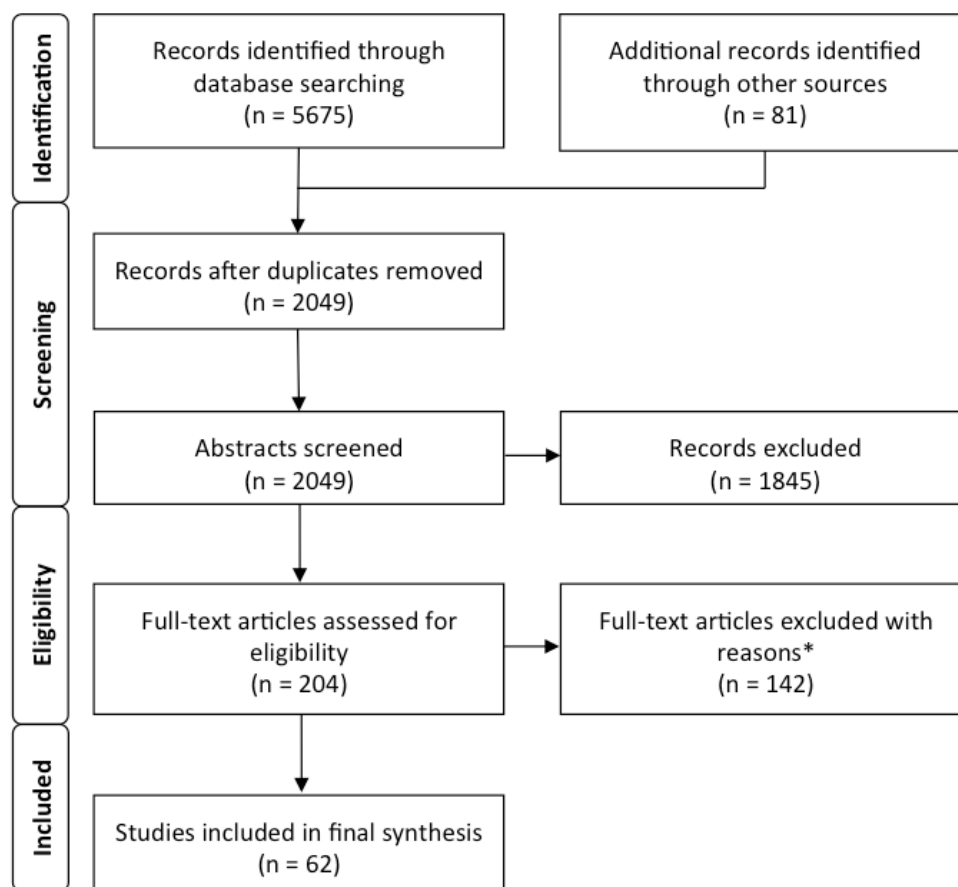 Identification
Records identified through
database searching
(n = 5675)
Additional records identified
through other sources
(n = 81)
Screening
Records after duplicates removed
(n = 2049)
Abstracts screened
(n = 2049)
Records excluded
(n = 1845)
Eligibility
Full-text articles assessed for
eligibility
(n = 204)
Full-text articles excluded with
reasons*
(n = 142)
Included
Studies included in final synthesis
(n = 62)